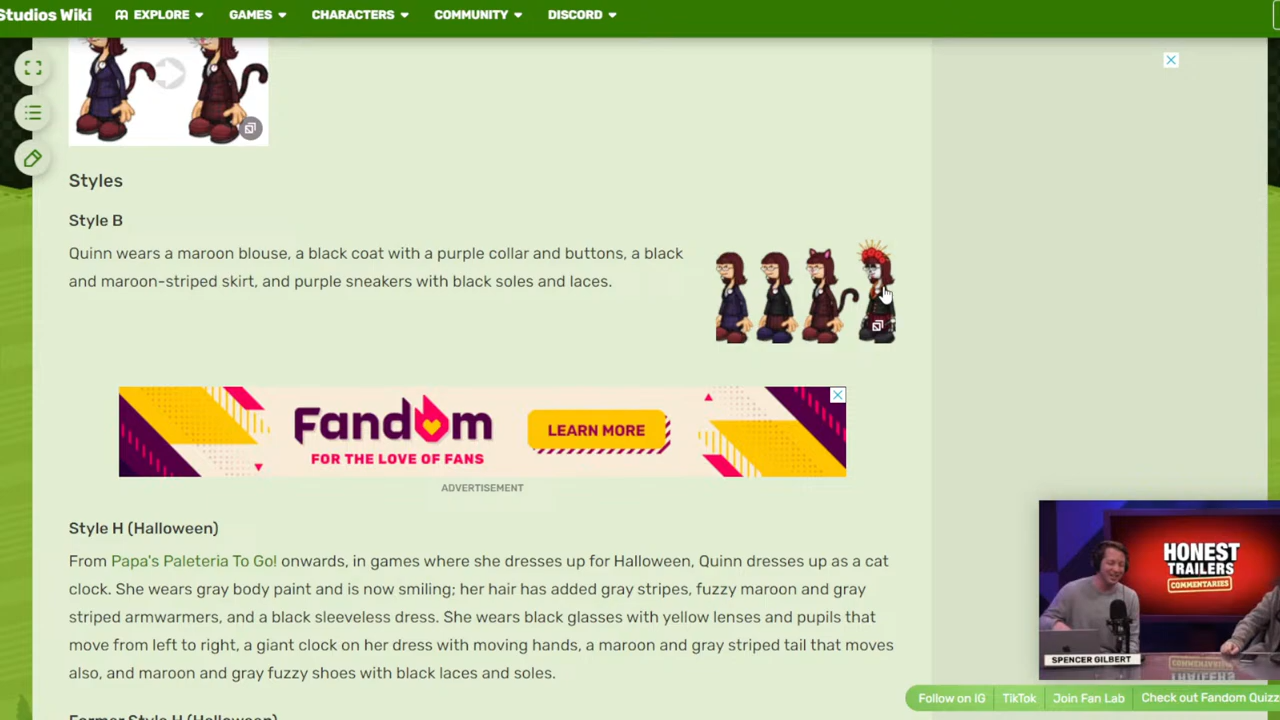 Studios Wiki
EXPLORE
GAMES
CHARACTERS
COMMUNITY
DISCORD
Styles
Style B
Quinn wears a maroon blouse, a black coat with a purple collar and buttons, a black
and maroon-striped skirt, and purple sneakers with black soles and laces.
Fandom
FOR THE LOVE OF FANS
LEARN MORE
ADVERTISEMENT
Style H (Halloween)
From Papa's Paleteria To Go! onwards, in games where she dresses up for Halloween, Quinn dresses up as a cat
clock. She wears gray body paint and is now smiling; her hair has added gray stripes, fuzzy maroon and gray
striped armwarmers, and a black sleeveless dress. She wears black glasses with yellow lenses and pupils that
move from left to right, a giant clock on her dress with moving hands, a maroon and gray striped tail that moves
also, and maroon and gray fuzzy shoes with black laces and soles.
Former Style H (Halloween)
HONEST
TRAILERS
COMMENTARIES
SPENCER GILBERT
Follow on IG
TikTok
Join Fan Lab
Check out Fandom Quizz